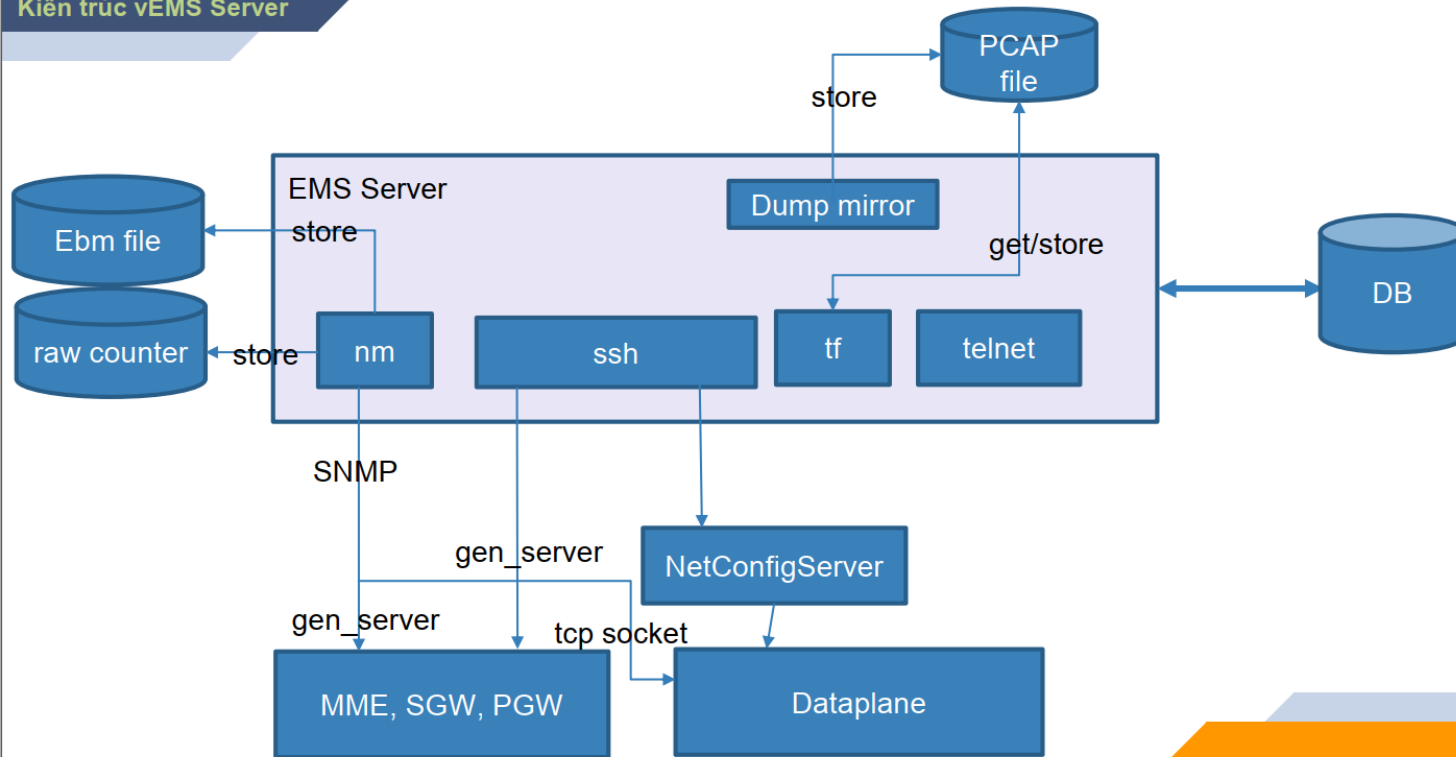 Kiến trúc vEMS Server
PCAP
file
store
EMS Server
Dump mirror
store
Ebm file
get/store
DB
raw counter
store
nm
ssh
tf
telnet
SNMP
gen_server
NetConfigServer
gen_server
tcp socket
MME, SGW, PGW
Dataplane